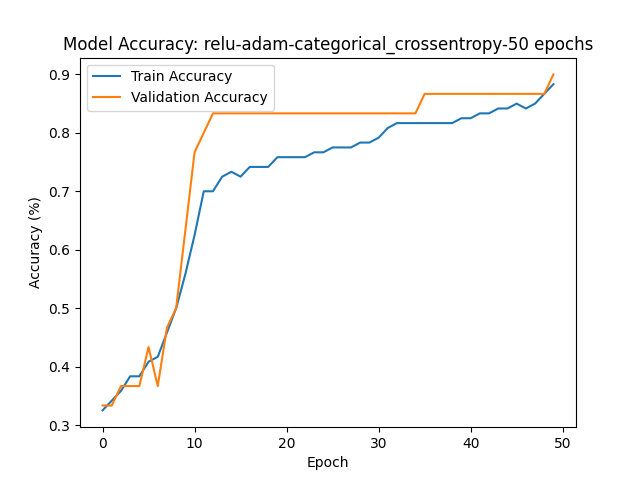 Model Accuracy: relu-adam-categorical_crossentropy-50 epochs
Train Accuracy
Validation Accuracy
Accuracy (%)
0.9
0.8
0.7
0.6
0.5
0.4
0.3
0 10 20 30 40 50
Epoch